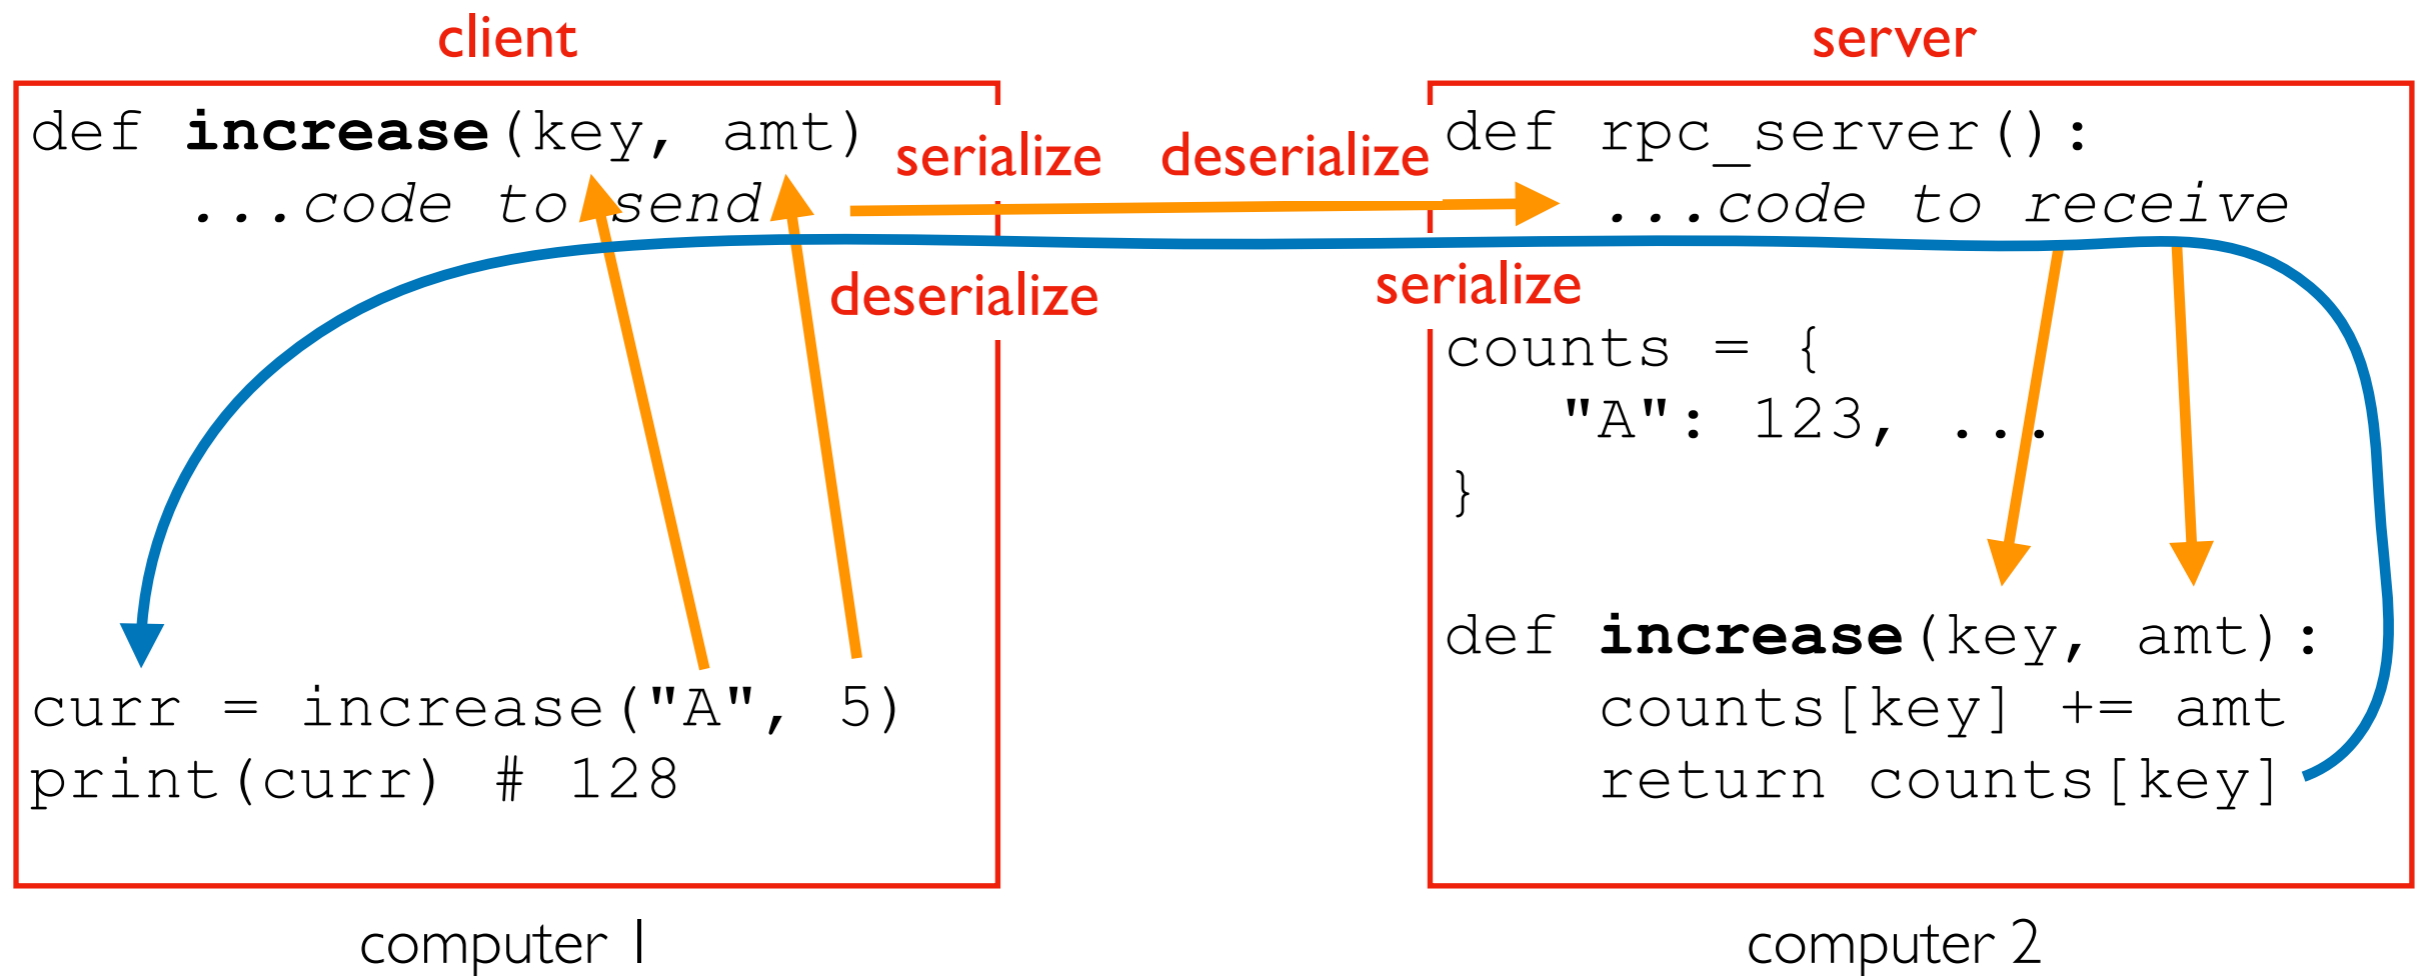 client
def increase(key, amt)
...code to send
serialize
deserialize
deserialize
serialize
curr = increase("A", 5)
print(curr) # 128
computer 1
server
def rpc_server():
...code to receive
counts = {
"A": 123, ...
}
def increase(key, amt):
counts[key] += amt
return counts[key]
computer 2